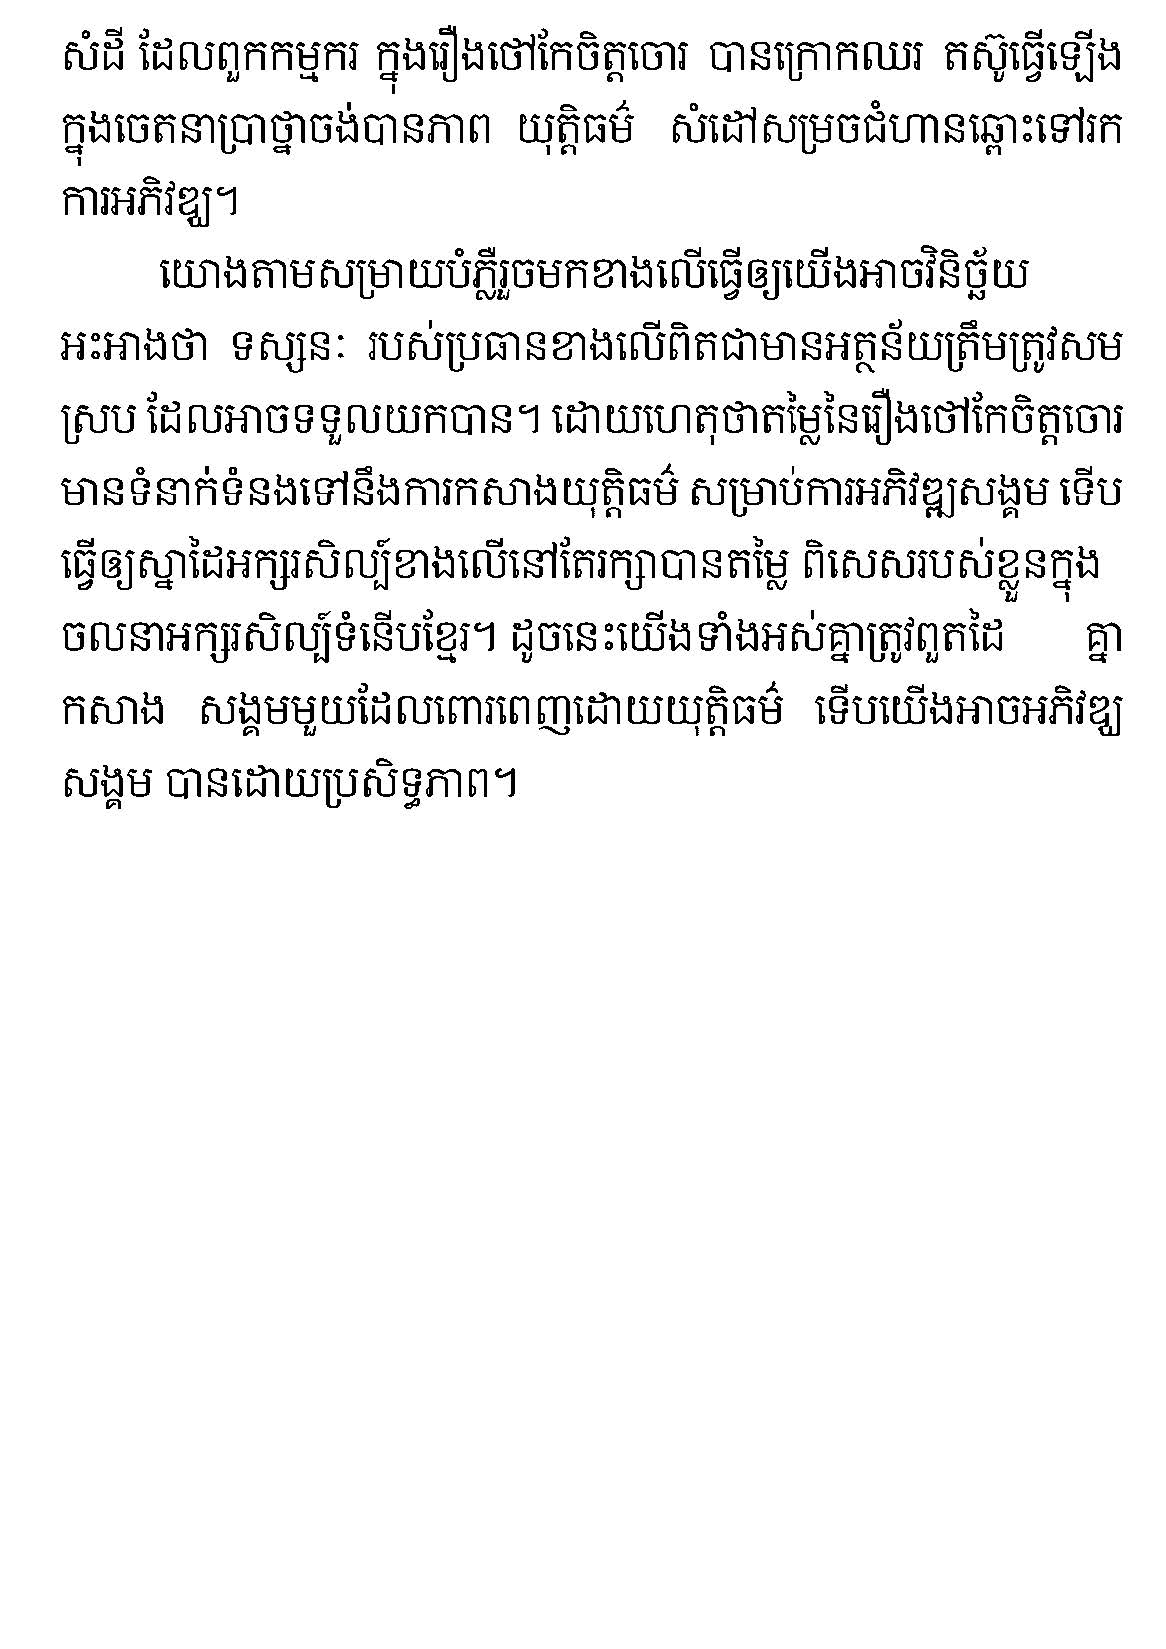 សំដី ដែលពួកកម្មករ ក្នុងរឿងថៅកែចិត្តចោរ បានក្រោកឈរ តស៊ូធ្វើឡើង
ក្នុងចេតនាប្រាថ្នាចង់បានភាព យុត្តិធម៌ សំដៅសម្រេចជំហានឆ្ពោះទៅរក
ការអភិវឌ្ឃ។
យោងតាមសម្រាយបំភ្លឺរួចមកខាងលើធ្វើឲ្យយើងអាចវិនិច្ឆ័យ
អះអាងថា ទស្សនៈ របស់ប្រធានខាងលើពិតជាមានអត្ថន័យត្រឹមត្រូវសម
ស្រប ដែលអាចទទួលយកបាន។ ដោយហេតុថាតម្លៃនៃរឿងថៅកែចិត្តចោរ
មានទំនាក់ទំនងទៅនឹងការកសាងយុត្តិធម៌ សម្រាប់ការអភិវឌ្ឍសង្គម ទើប
ធ្វើឲ្យស្នាដៃអក្សរសិល្ប៍ខាងលើនៅតែរក្សាបានតម្លៃ ពិសេសរបស់ខ្លួនក្នុង
ចលនាអក្សរសិល្ប៍ទំនើបខ្មែរ។ ដូចនេះយើងទាំងអស់គ្នាត្រូវពួតដៃ គ្នា
កសាង សង្គមមួយដែលពោរពេញដោយយុត្តិធម៌ ទើបយើងអាចអភិវឌ្ឃ
សង្គម បានដោយប្រសិទ្ធភាព។